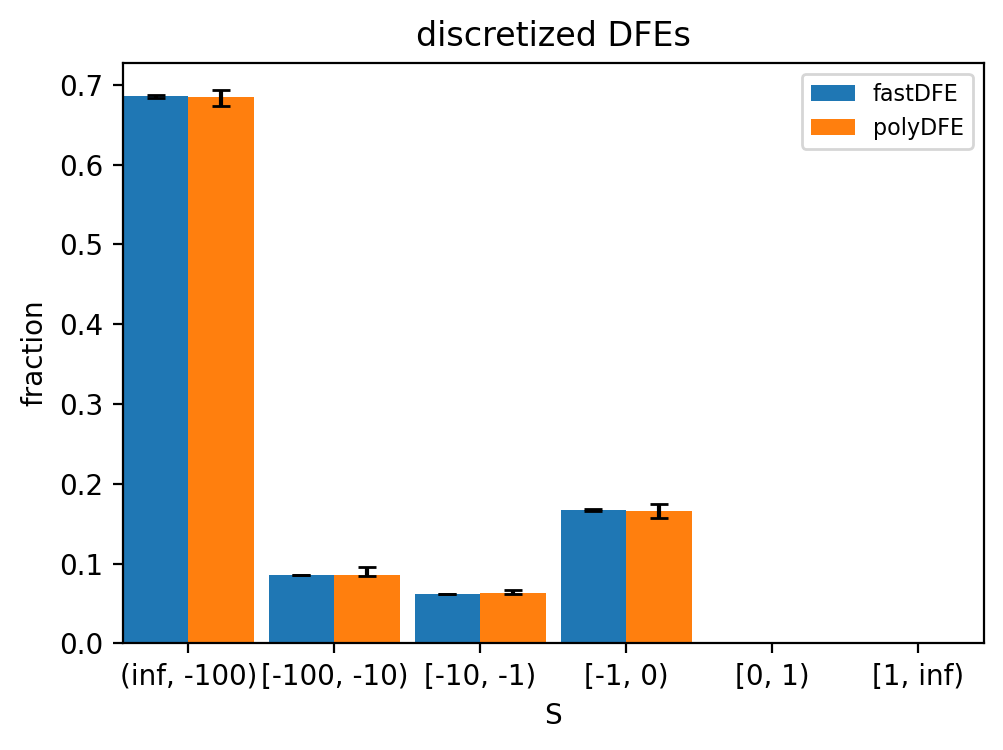 discretized DFEs
fastDFE
polyDFE
fraction
0.7
0.6
0.5
0.4
0.3
0.2
0.1
0.0
(inf, -100) [-100, -10) [-10, -1) [-1, 0) [0, 1) [1, inf)
S